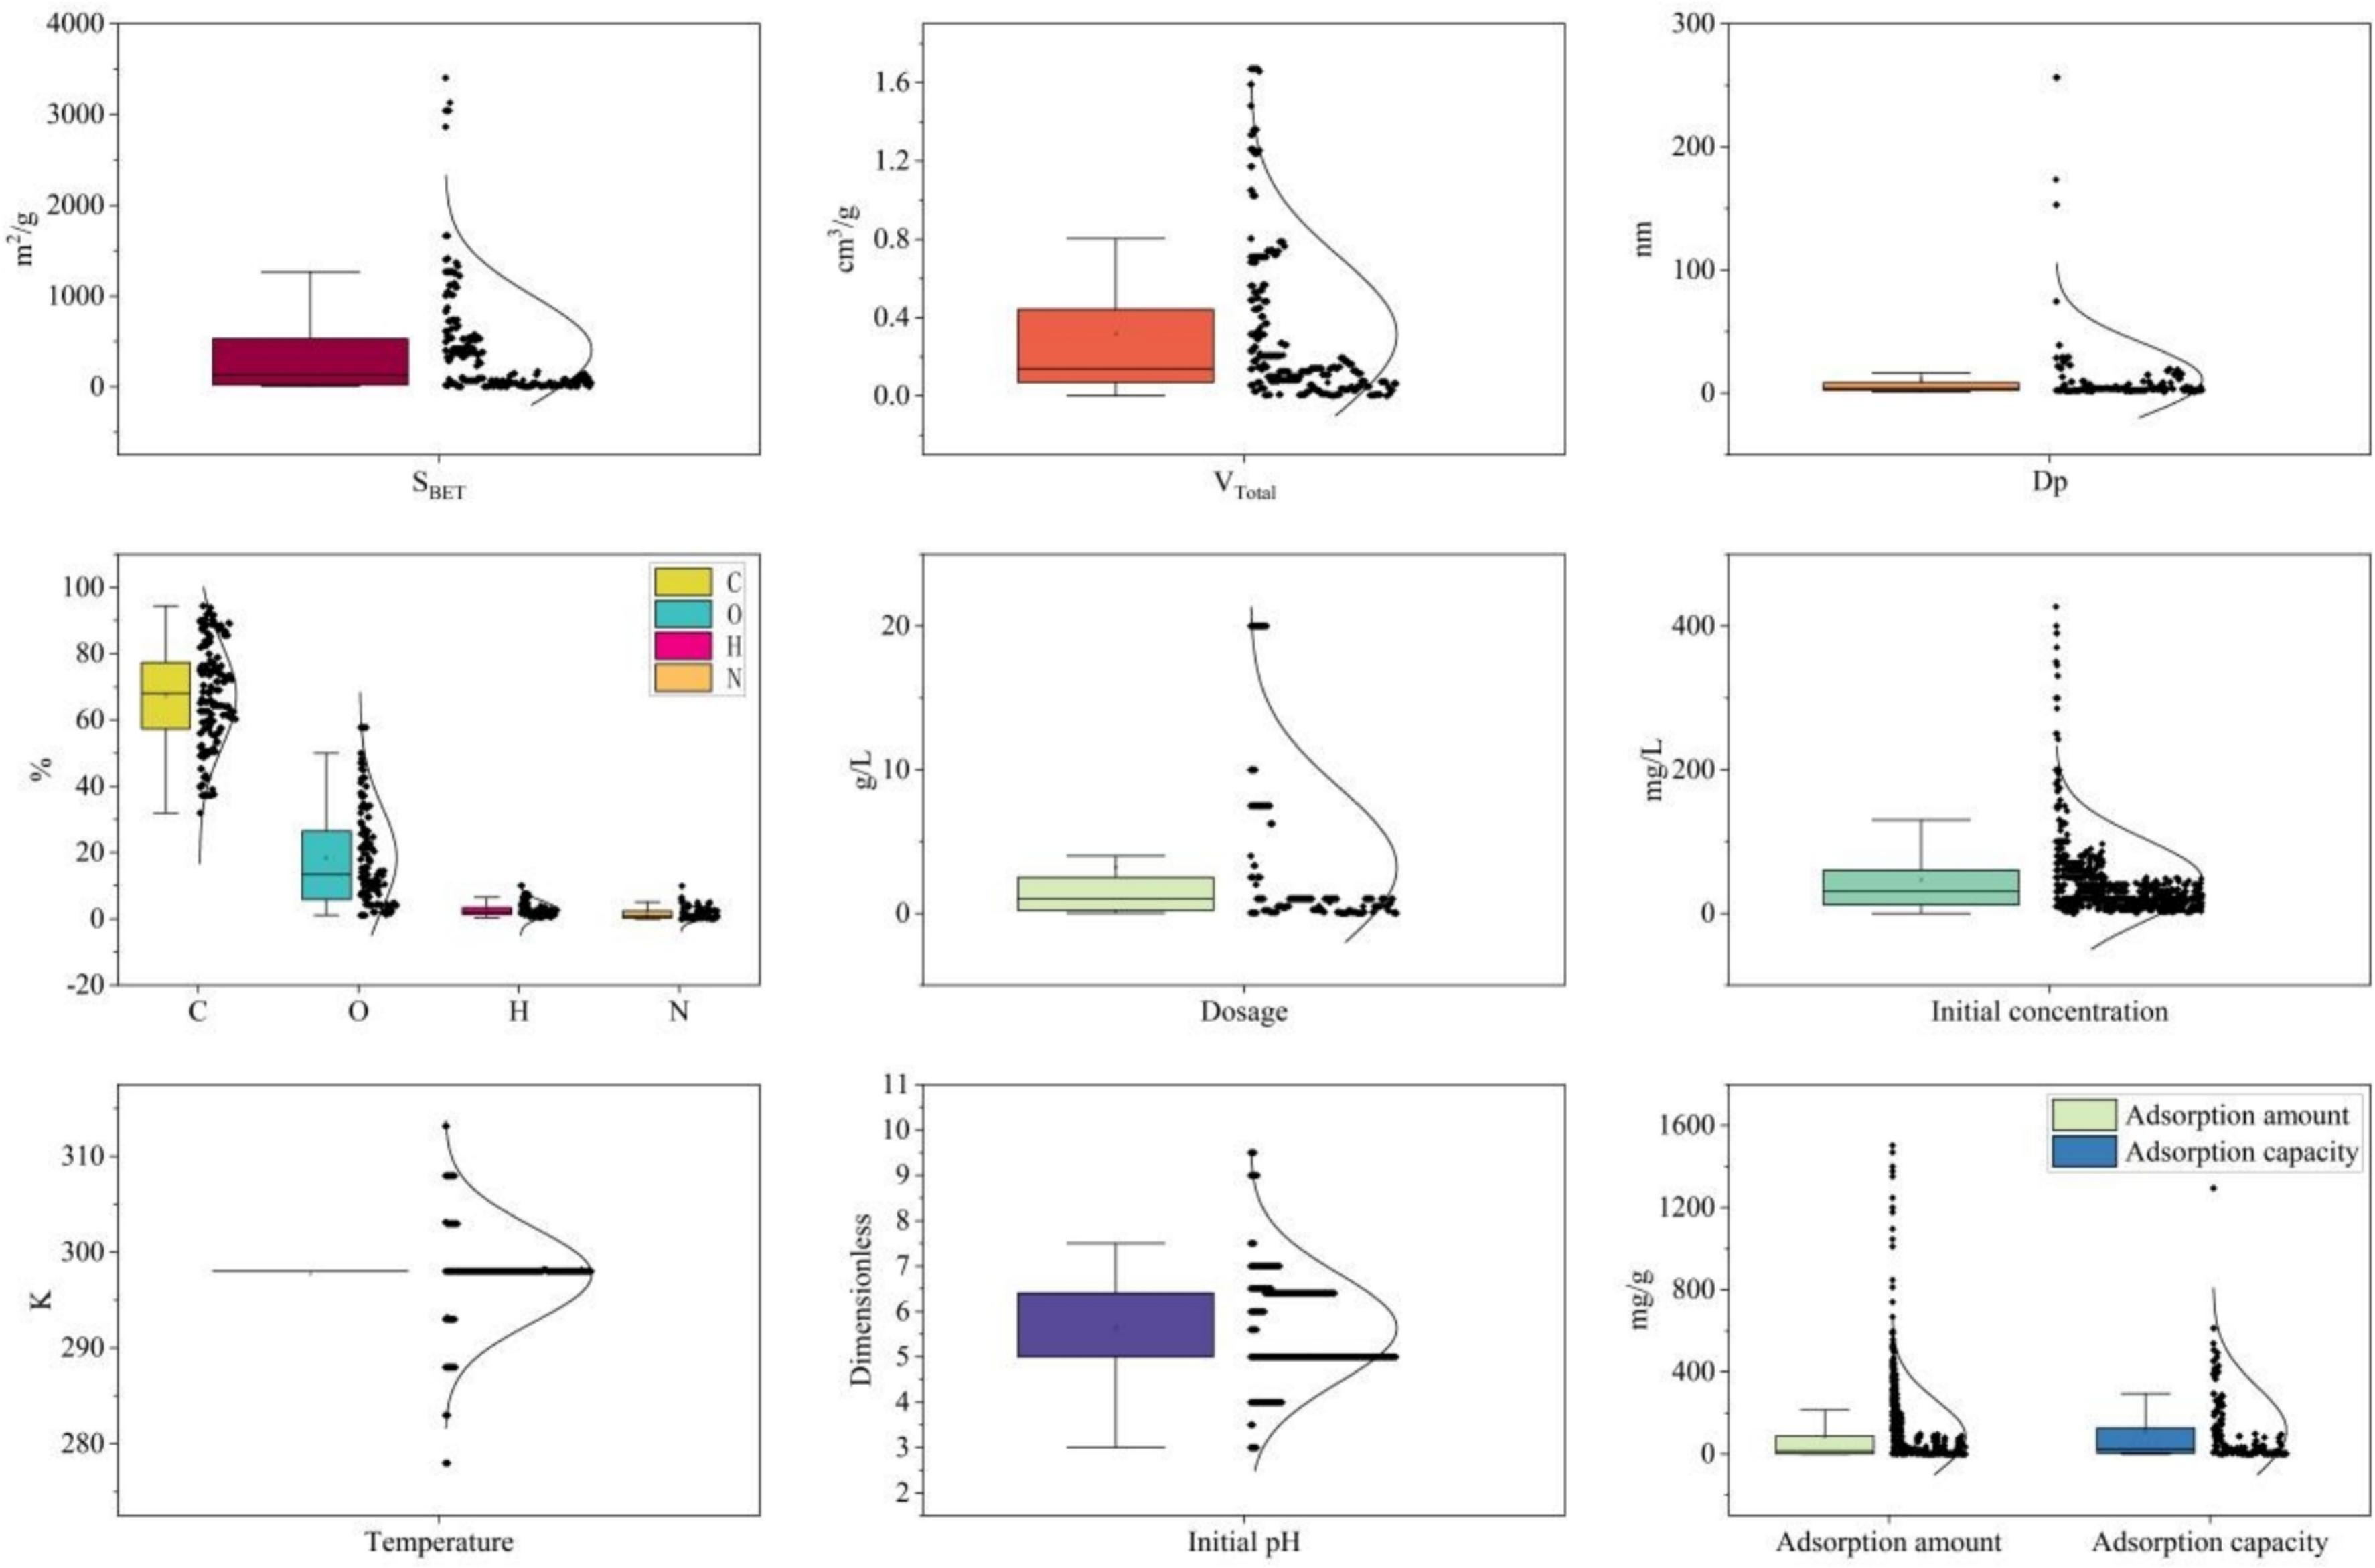 4000
3000
2000
1000
0
m²/g
S_BET
1.6
1.2
0.8
0.4
0.0
cm³/g
V_Total
300
200
100
0
nm
Dp
100
80
60
40
20
0
-20
%
C
O
H
N
C
O
H
N
20
10
0
g/L
Dosage
400
200
0
mg/L
Initial concentration
310
300
290
280
K
Temperature
11
10
9
8
7
6
5
4
3
2
Dimensionless
Initial pH
1600
1200
800
400
0
mg/g
Adsorption amount
Adsorption capacity
Adsorption amount
Adsorption capacity